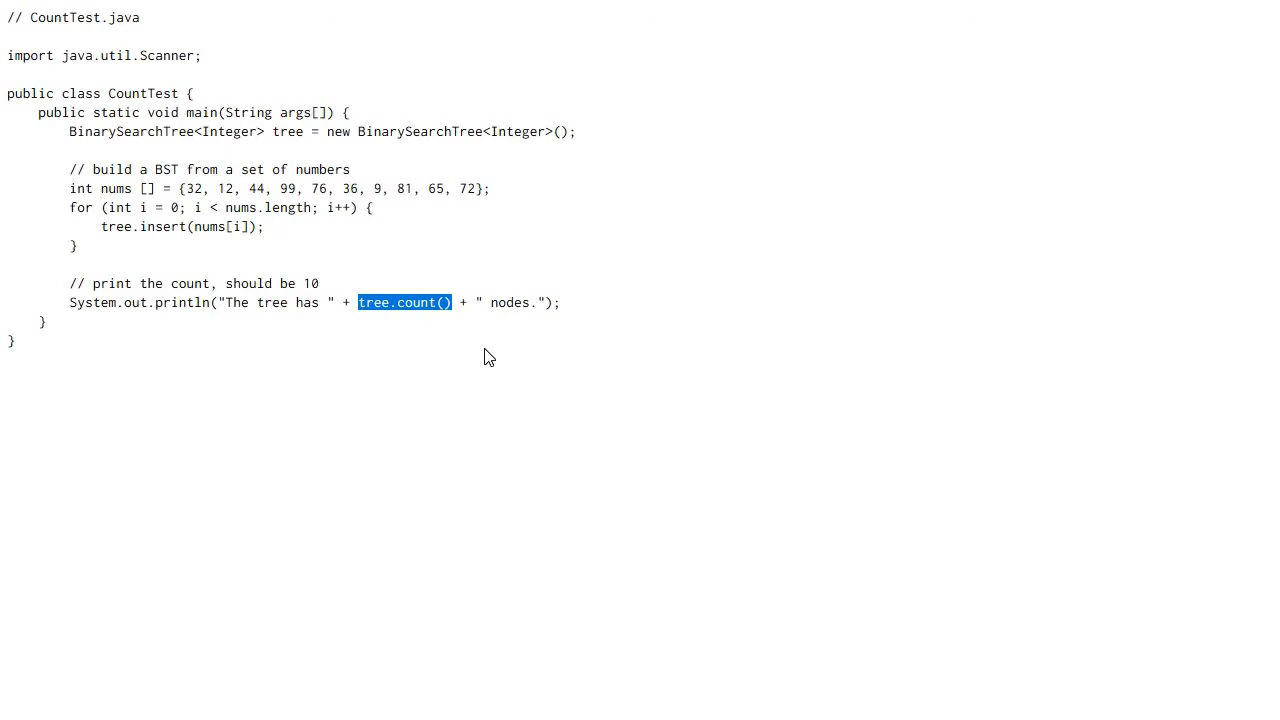 // CountTest.java
import java.util.Scanner;
public class CountTest {
public static void main(String args[]) {
BinarySearchTree<Integer> tree = new BinarySearchTree<Integer>();
// build a BST from a set of numbers
int nums [] = {32, 12, 44, 99, 76, 36, 9, 81, 65, 72};
for (int i = 0; i < nums.length; i++) {
tree.insert(nums[i]);
}
// print the count, should be 10
System.out.println("The tree has " + tree.count() + " nodes.");
}
}